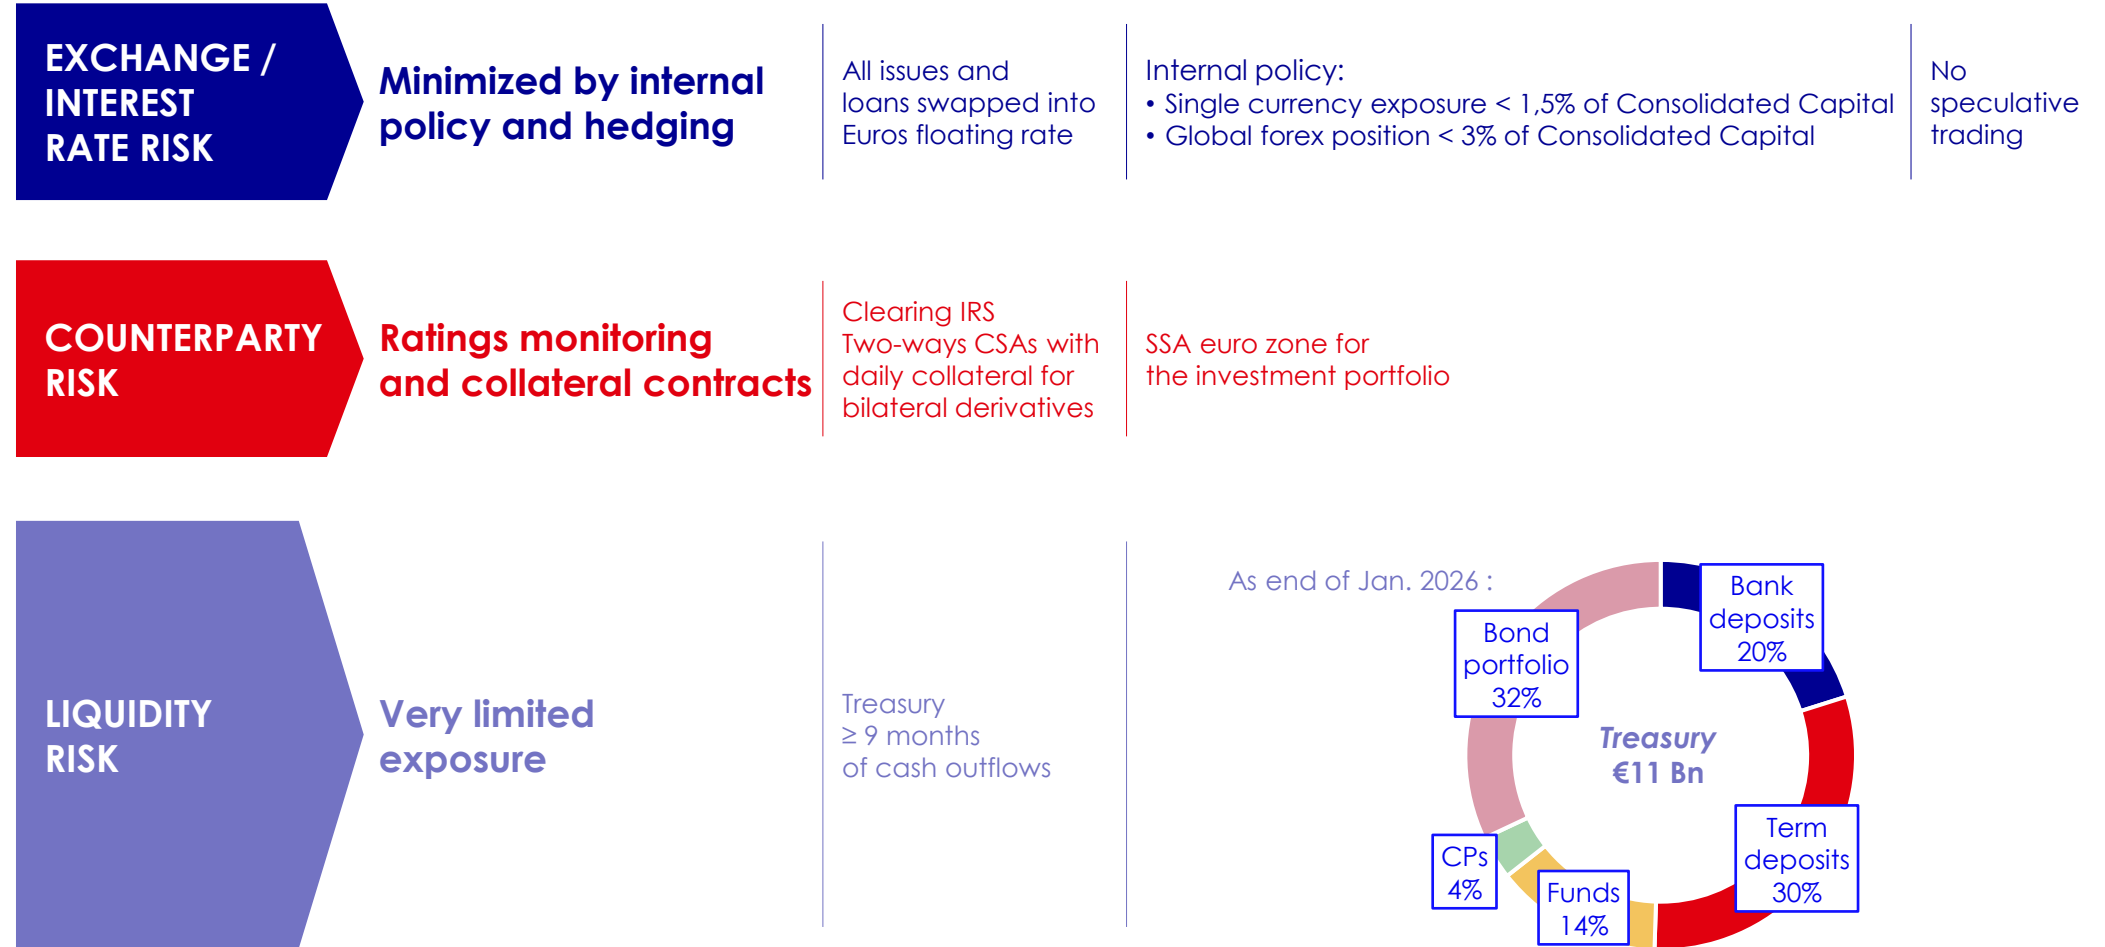 EXCHANGE /
INTEREST
RATE RISK
Minimized by internal
policy and hedging
All issues and
loans swapped into
Euros floating rate
Internal policy:
• Single currency exposure < 1,5% of Consolidated Capital
• Global forex position < 3% of Consolidated Capital
No
speculative
trading
COUNTERPARTY
RISK
Ratings monitoring
and collateral contracts
Clearing IRS
Two-ways CSAs with
daily collateral for
bilateral derivatives
SSA euro zone for
the investment portfolio
LIQUIDITY
RISK
Very limited
exposure
Treasury
≥ 9 months
of cash outflows
As end of Jan. 2026 :
Bank
deposits
20%
Bond
portfolio
32%
Treasury
€11 Bn
Term
deposits
30%
CPs
4%
Funds
14%